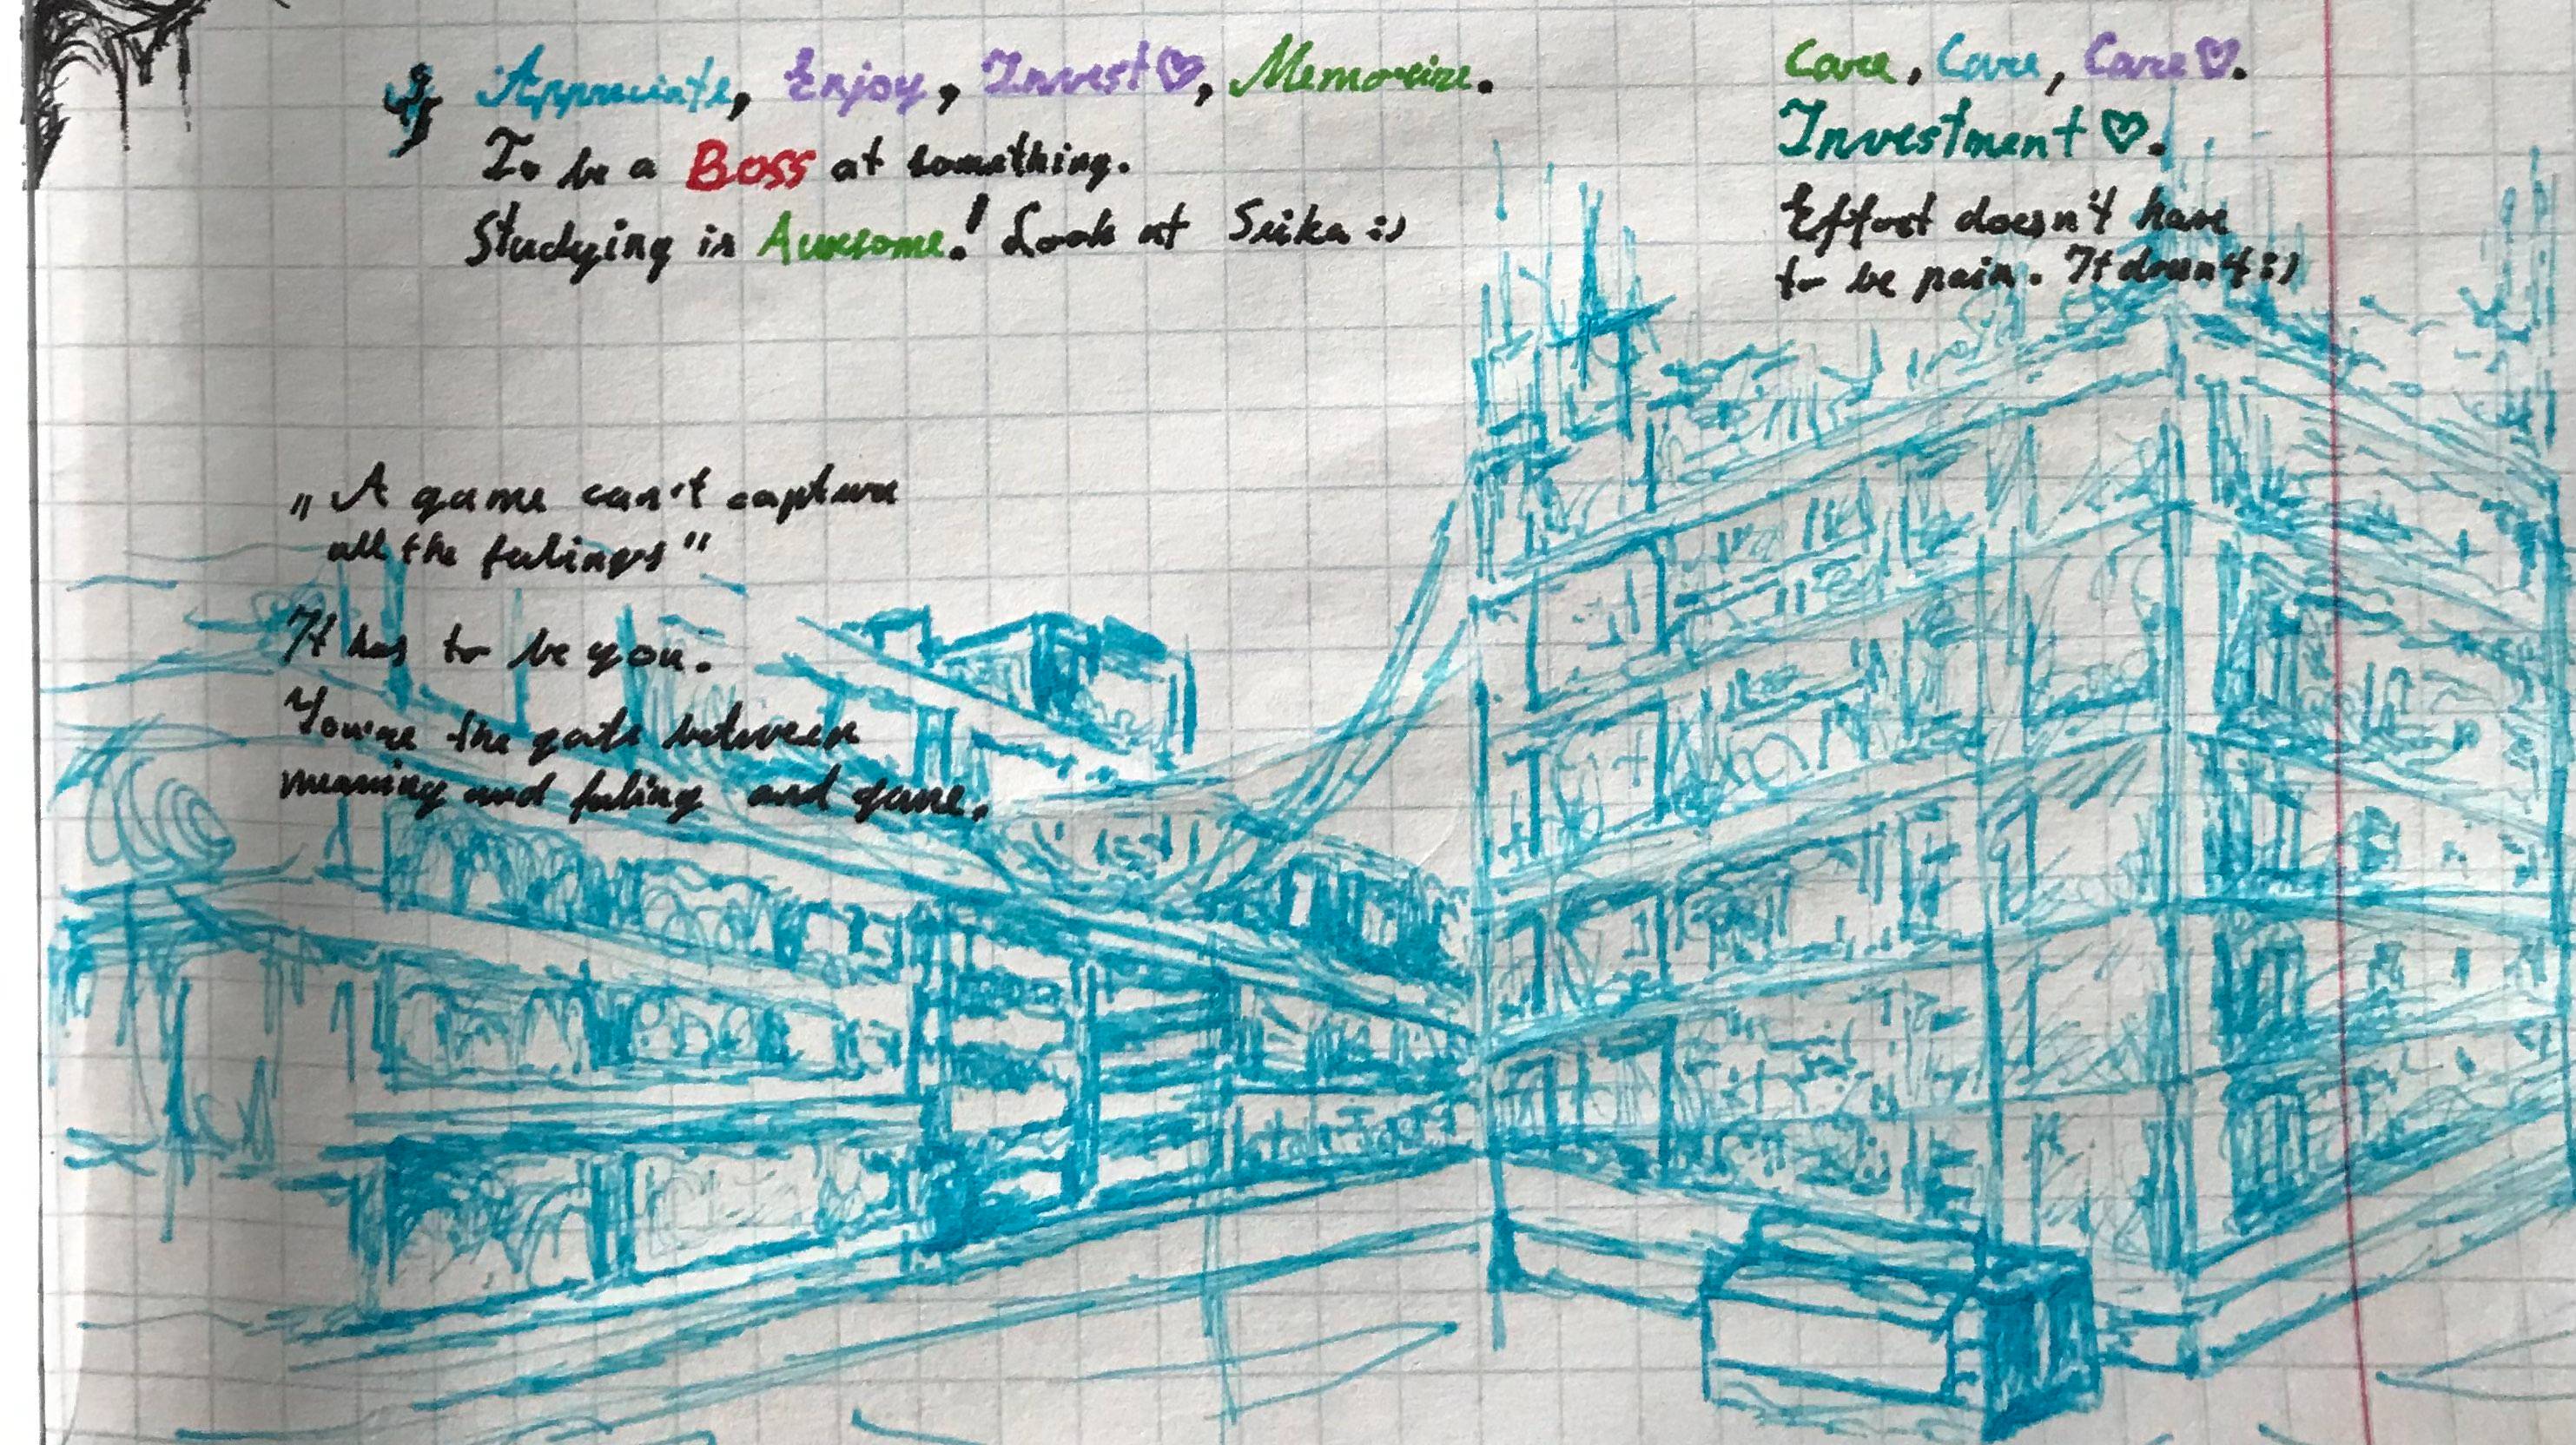 Appreciate, Enjoy, Invest♡, Memorize.
To be a Boss at something.
Studying is Awesome! Look at Suika :)
Care, Care, Care♡.
Investment ♡.
Effort doesn't have
to be pain. It doesn't :)
„A game can't capture
all the feelings"
It has to be you.
You're the gate between
meaning and feeling and game.